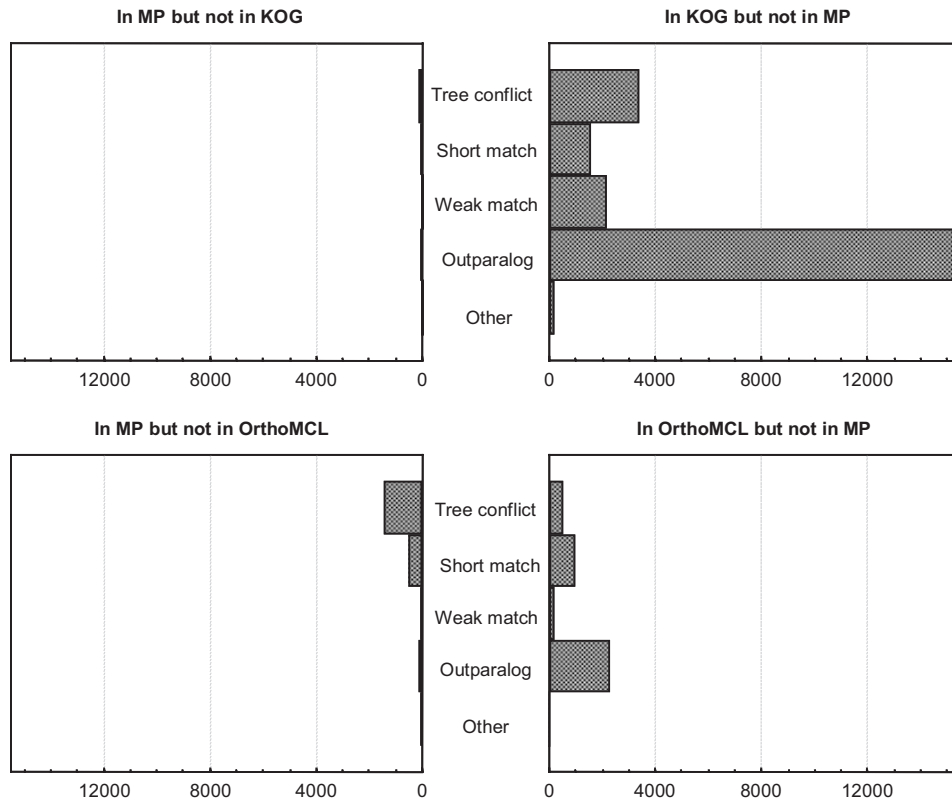 In MP but not in KOG
In KOG but not in MP
Tree conflict
Short match
Weak match
Outparalog
Other
12000 8000 4000 0
0 4000 8000 12000
In MP but not in OrthoMCL
In OrthoMCL but not in MP
Tree conflict
Short match
Weak match
Outparalog
Other
12000 8000 4000 0
0 4000 8000 12000